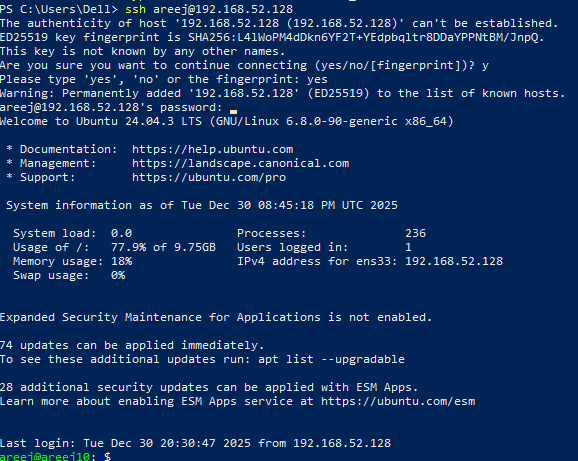 PS C:\Users\Dell> ssh areej@192.168.52.128
The authenticity of host '192.168.52.128 (192.168.52.128)' can't be established.
ED25519 key fingerprint is SHA256:L4lWoPM4dDkn6YF2T+YEdpbqltr8DDaYPPNtBM/JnpQ.
This key is not known by any other names.
Are you sure you want to continue connecting (yes/no/[fingerprint])? y
Please type 'yes', 'no' or the fingerprint: yes
Warning: Permanently added '192.168.52.128' (ED25519) to the list of known hosts.
areej@192.168.52.128's password:
Welcome to Ubuntu 24.04.3 LTS (GNU/Linux 6.8.0-90-generic x86_64)

 * Documentation:  https://help.ubuntu.com
 * Management:     https://landscape.canonical.com
 * Support:        https://ubuntu.com/pro

 System information as of Tue Dec 30 08:45:18 PM UTC 2025

  System load:  0.0               Processes:              236
  Usage of /:   77.9% of 9.75GB   Users logged in:        1
  Memory usage: 18%               IPv4 address for ens33: 192.168.52.128
  Swap usage:   0%

Expanded Security Maintenance for Applications is not enabled.

74 updates can be applied immediately.
To see these additional updates run: apt list --upgradable

28 additional security updates can be applied with ESM Apps.
Learn more about enabling ESM Apps service at https://ubuntu.com/esm

Last login: Tue Dec 30 20:30:47 2025 from 192.168.52.128
areej@areej10: $